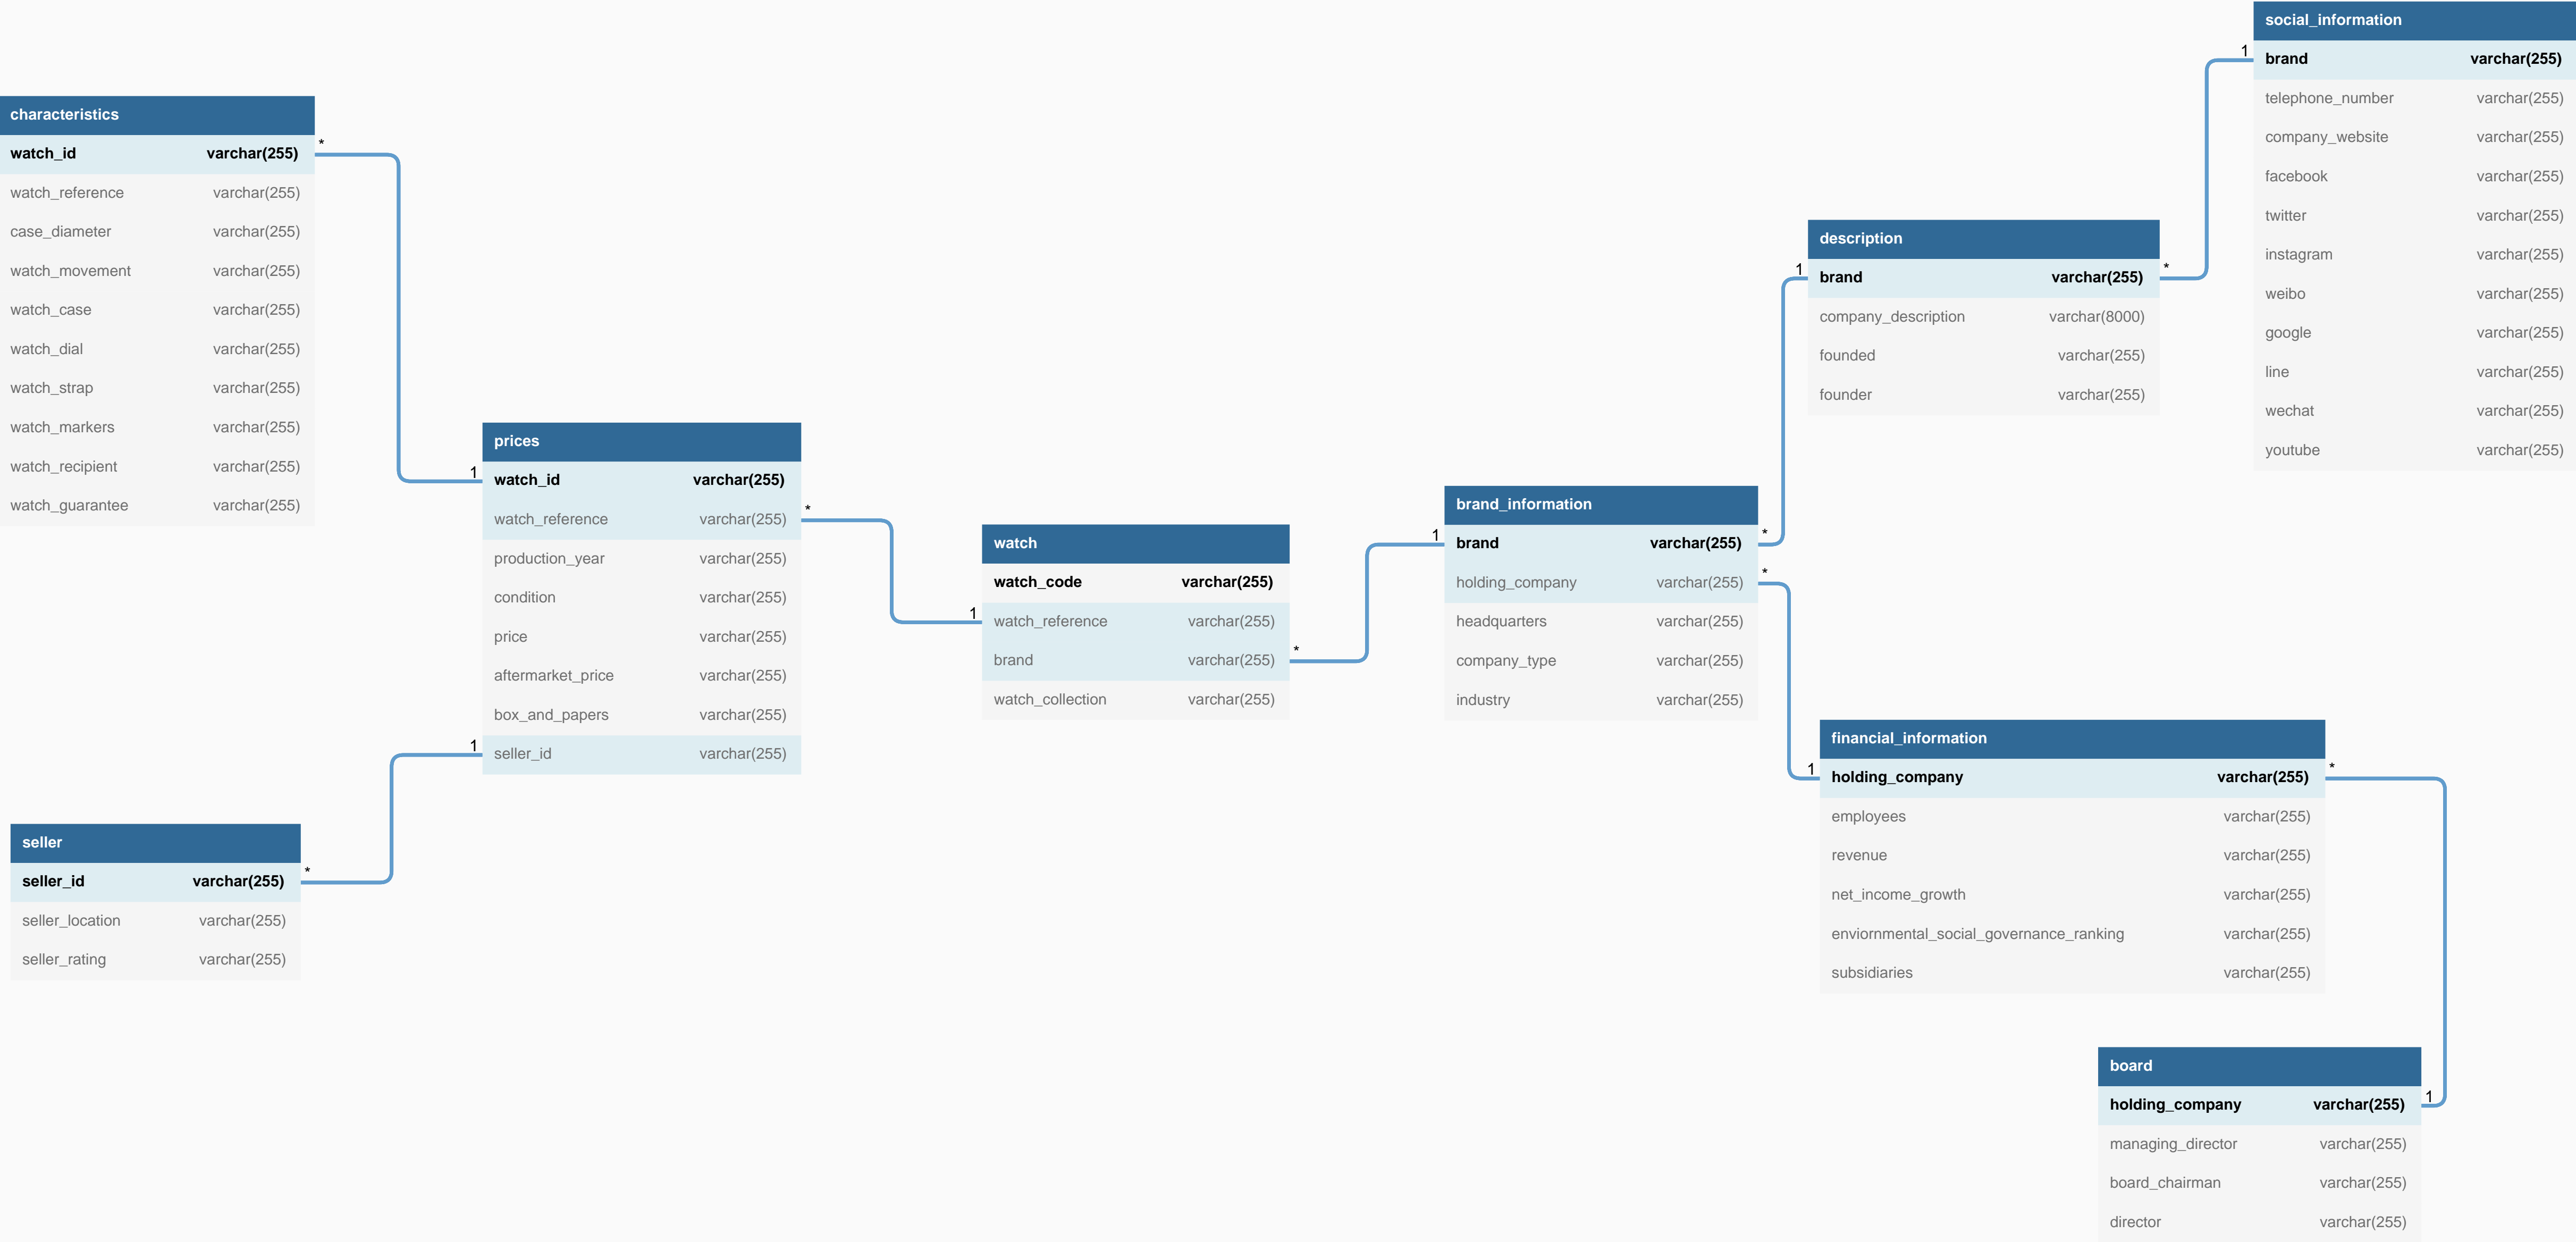 social_information
brand varchar(255)
telephone_number varchar(255)
company_website varchar(255)
facebook varchar(255)
twitter varchar(255)
instagram varchar(255)
weibo varchar(255)
google varchar(255)
line varchar(255)
wechat varchar(255)
youtube varchar(255)
1
characteristics
watch_id varchar(255)
watch_reference varchar(255)
case_diameter varchar(255)
watch_movement varchar(255)
watch_case varchar(255)
watch_dial varchar(255)
watch_strap varchar(255)
watch_markers varchar(255)
watch_recipient varchar(255)
watch_guarantee varchar(255)
*
description
1 brand varchar(255) *
company_description varchar(8000)
founded varchar(255)
founder varchar(255)
prices
1 watch_id varchar(255)
watch_reference varchar(255) *
production_year varchar(255)
condition varchar(255)
price varchar(255)
aftermarket_price varchar(255)
box_and_papers varchar(255)
1 seller_id varchar(255)
watch
watch_code varchar(255)
1 watch_reference varchar(255)
brand varchar(255) *
watch_collection varchar(255)
brand_information
1 brand varchar(255) *
holding_company varchar(255) *
headquarters varchar(255)
company_type varchar(255)
industry varchar(255)
financial_information
1 holding_company varchar(255) *
employees varchar(255)
revenue varchar(255)
net_income_growth varchar(255)
enviornmental_social_governance_ranking varchar(255)
subsidiaries varchar(255)
seller
seller_id varchar(255) *
seller_location varchar(255)
seller_rating varchar(255)
board
holding_company varchar(255) 1
managing_director varchar(255)
board_chairman varchar(255)
director varchar(255)